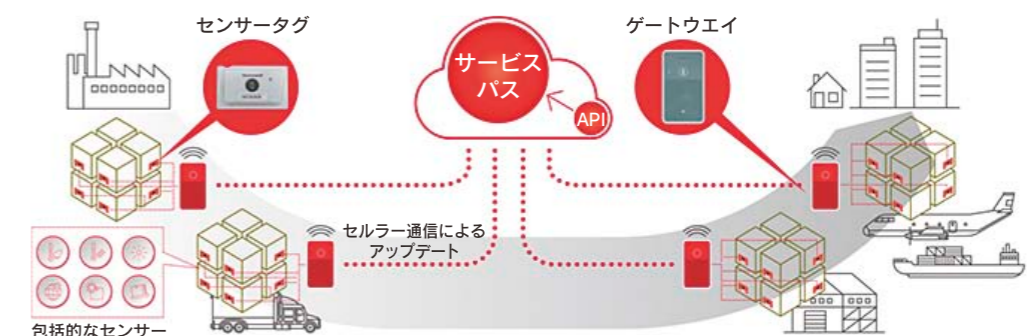 センサータグ
ゲートウエイ
サービス
パス
API
セルラー通信による
アップデート
包括的なセンサー